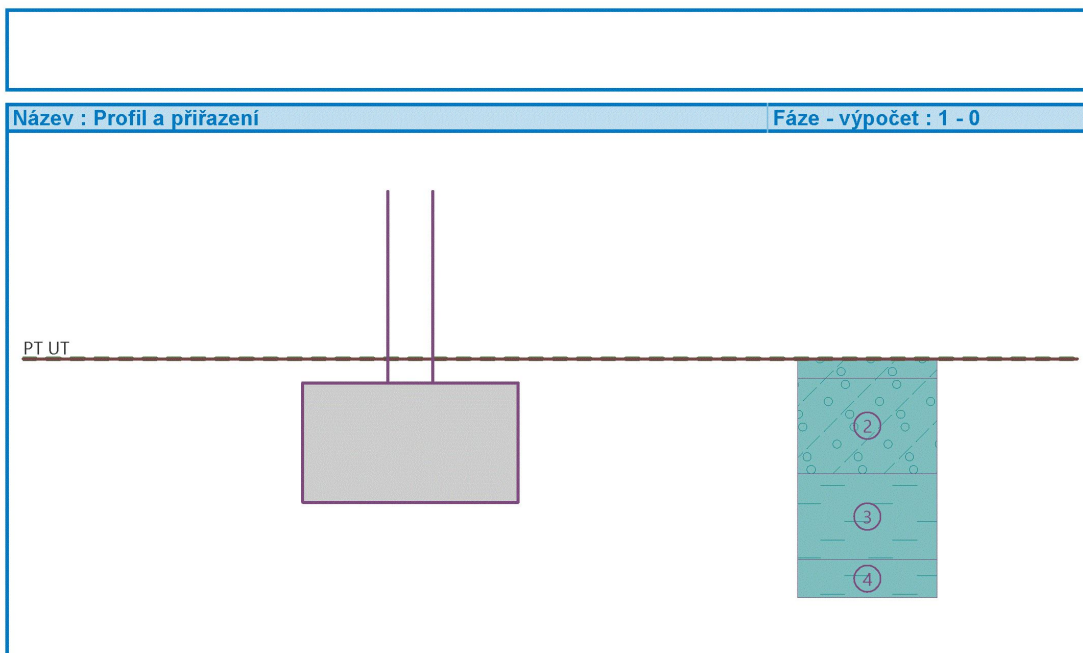 Název : Profil a přiřazení
Fáze - výpočet : 1 - 0
PT UT
2
3
4